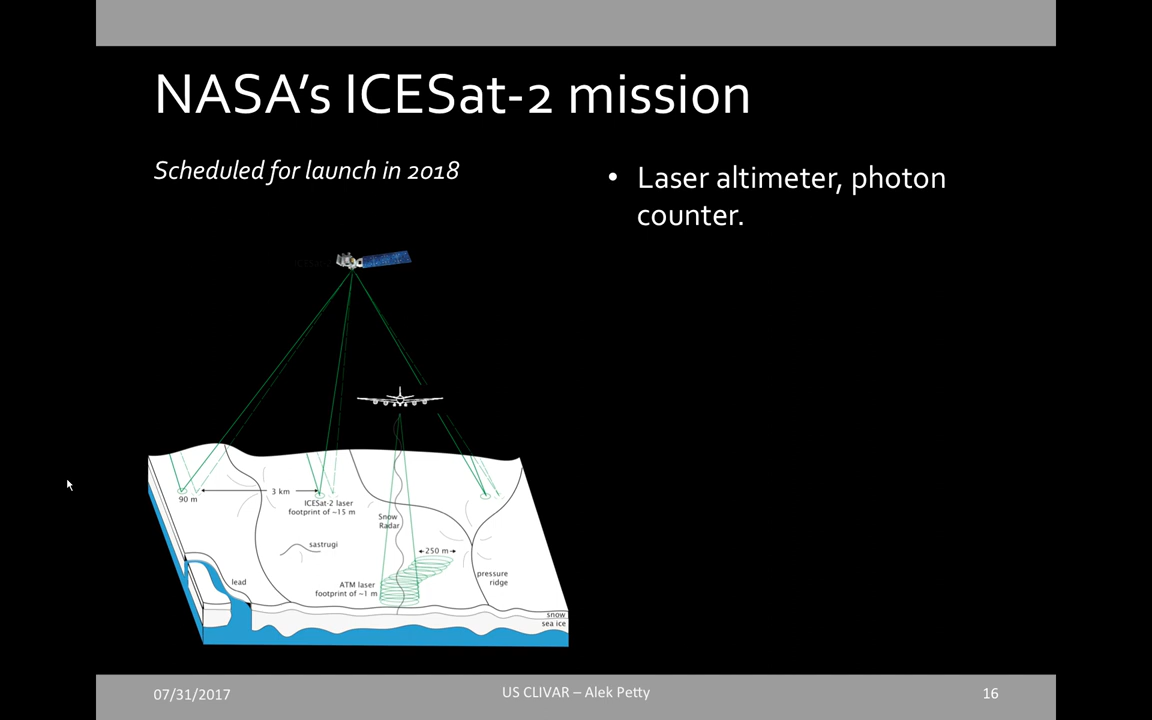 NASA's ICESat-2 mission
Scheduled for launch in 2018
• Laser altimeter, photon
counter.
90 m
3 km
ICESat-2 laser
footprint of ~15 m
Snow
Radar
sastrugi
250 m
lead
ATM laser
footprint of ~1 m
pressure
ridge
snow
sea ice
07/31/2017
US CLIVAR – Alek Petty
16